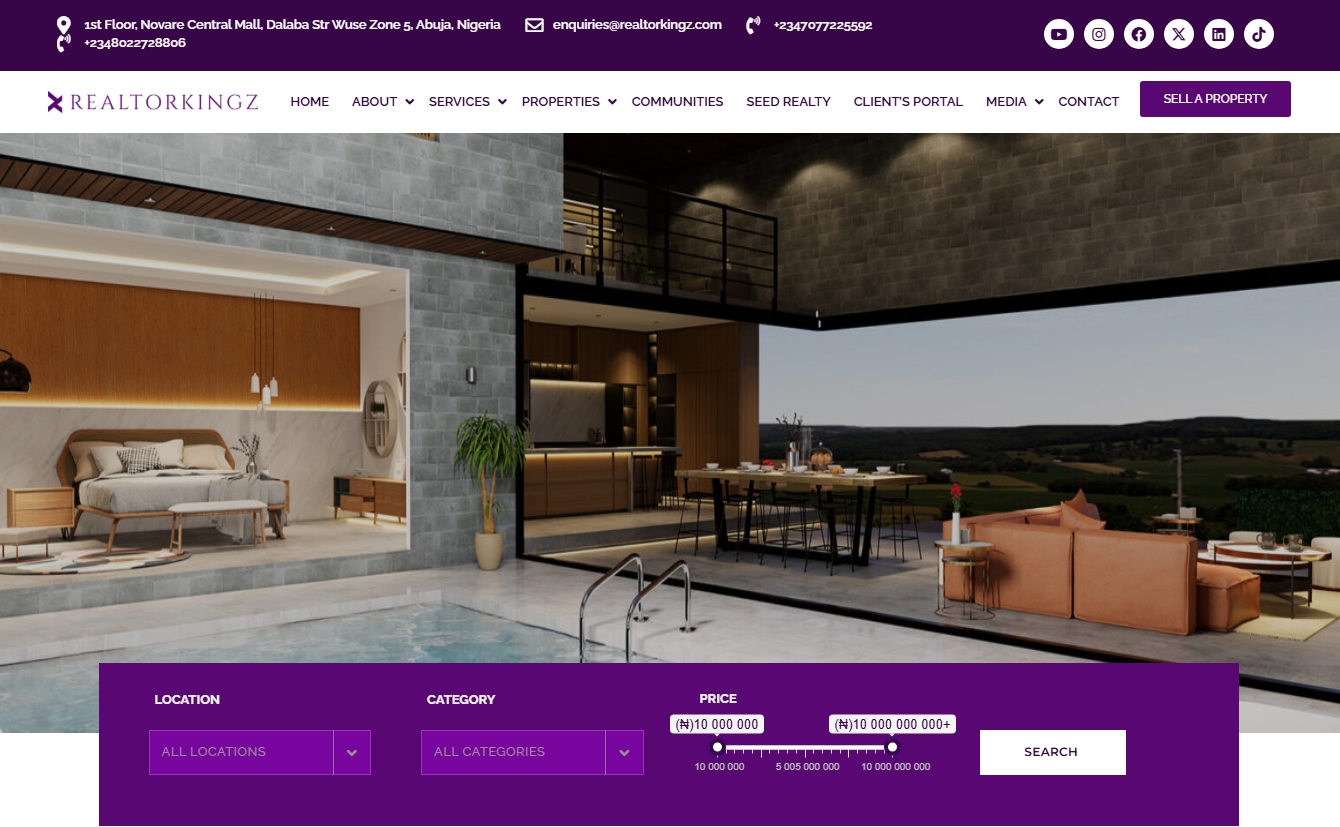 1st Floor, Novare Central Mall, Dalaba Str Wuse Zone 5, Abuja, Nigeria enquiries@realtorkingz.com +2347077225592
+2348022728806
REALTORKINGZ HOME ABOUT SERVICES PROPERTIES COMMUNITIES SEED REALTY CLIENT'S PORTAL MEDIA CONTACT SELL A PROPERTY
LOCATION CATEGORY PRICE
(₦)10 000 000 (₦)10 000 000 000+
ALL LOCATIONS ALL CATEGORIES SEARCH
10 000 000 5 005 000 000 10 000 000 000